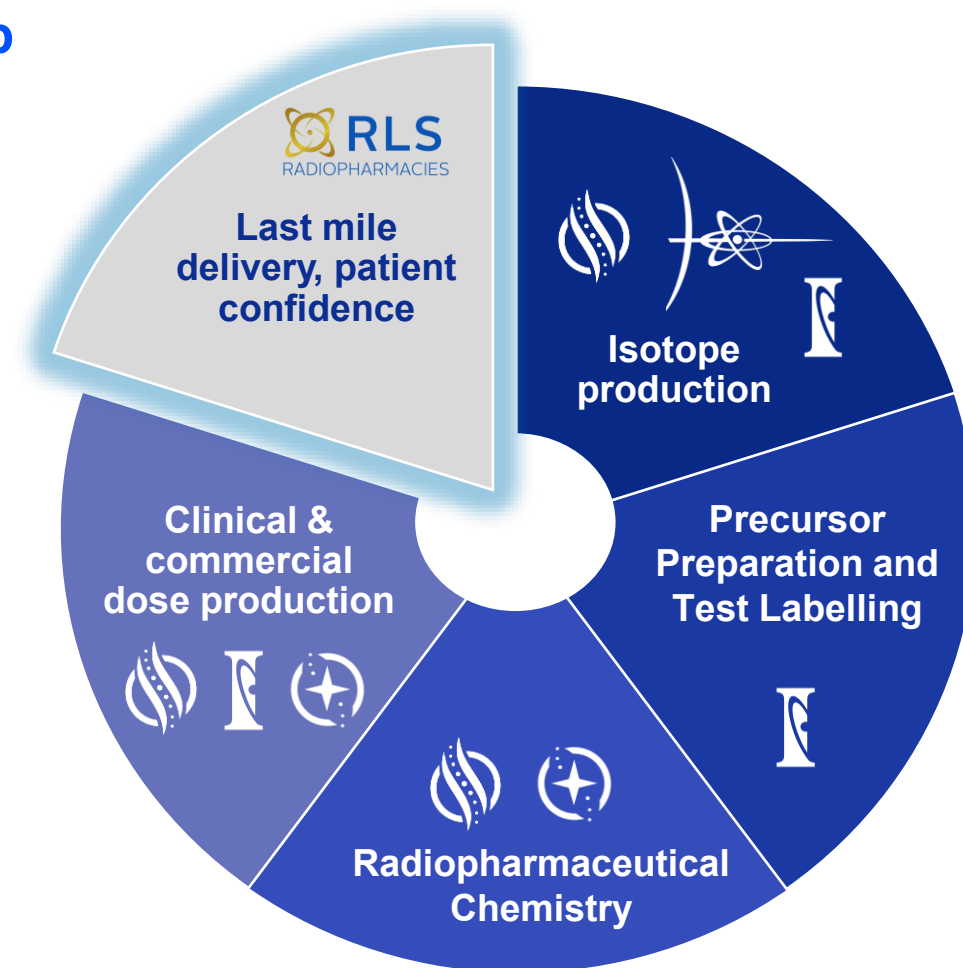 RLS
RADIOPHARMACIES
Last mile
delivery, patient
confidence
Isotope
production
Precursor
Preparation and
Test Labelling
Radiopharmaceutical
Chemistry
Clinical &
commercial
dose production